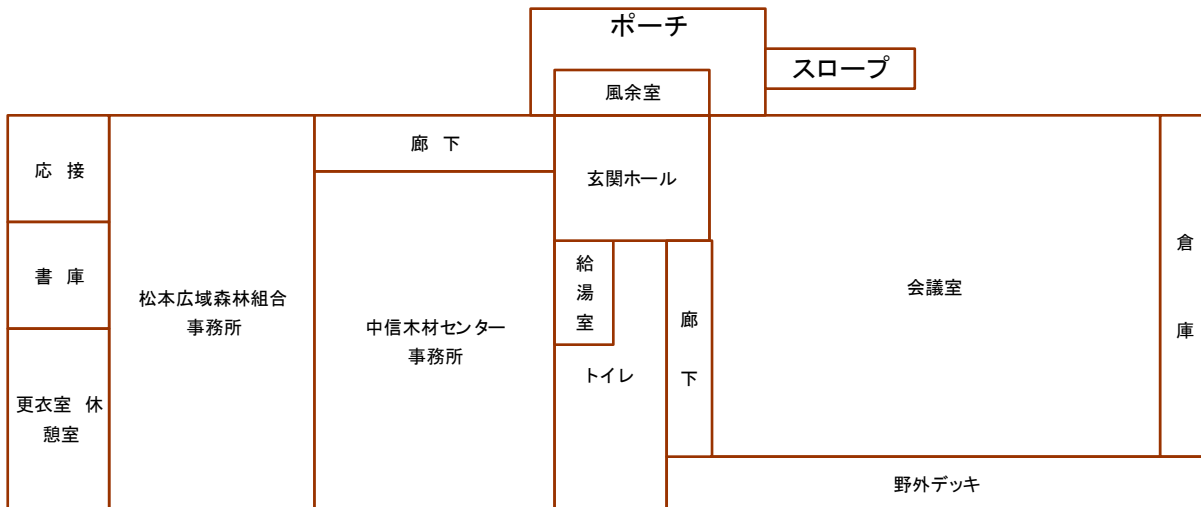 ポーチ
スロープ
風余室
応 接
廊 下
玄関ホール
書 庫
松本広域森林組合
事務所
中信木材センター
事務所
給
湯
室
廊
下
会議室
倉
庫
トイレ
更衣室 休
憩室
野外デッキ